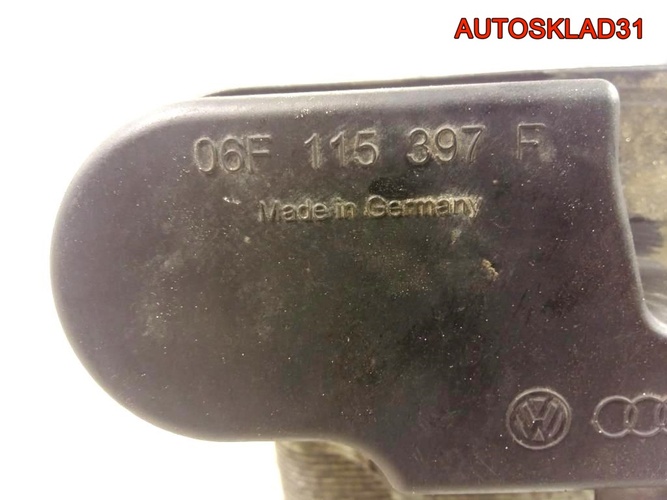 AUTOSKLAD31
06F 115 397
Made in Germany